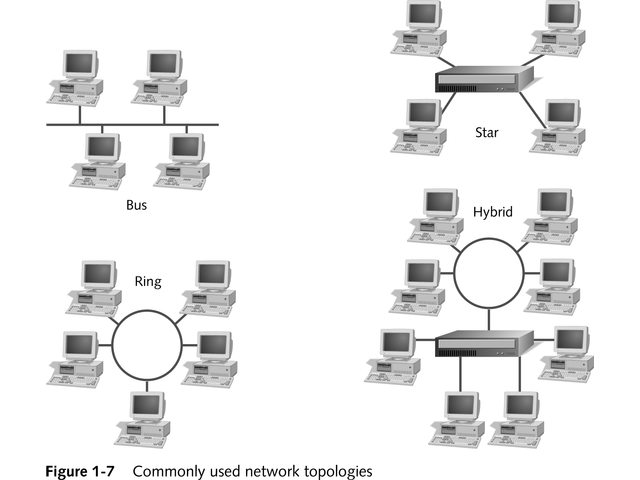 Star
Bus
Hybrid
Ring
Figure 1-7 Commonly used network topologies